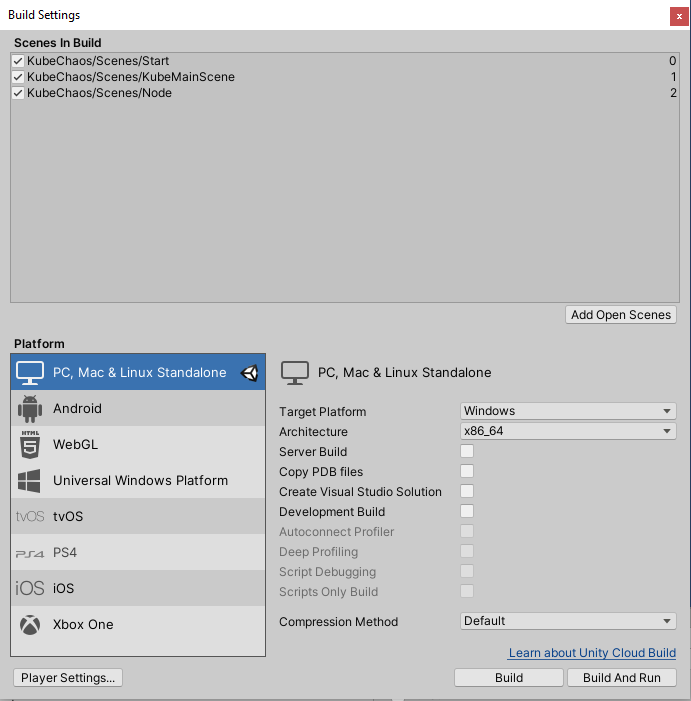 Build Settings
x
Scenes In Build
KubeChaos/Scenes/Start 0
KubeChaos/Scenes/KubeMainScene 1
KubeChaos/Scenes/Node 2
Add Open Scenes
Platform
PC, Mac & Linux Standalone
Android
HTML 5 WebGL
Universal Windows Platform
tvOS tvOS
PS4 PS4
iOS iOS
Xbox One
PC, Mac & Linux Standalone
Target Platform Windows
Architecture x86_64
Server Build
Copy PDB files
Create Visual Studio Solution
Development Build
Autoconnect Profiler
Deep Profiling
Script Debugging
Scripts Only Build
Compression Method Default
Learn about Unity Cloud Build
Player Settings... Build Build And Run